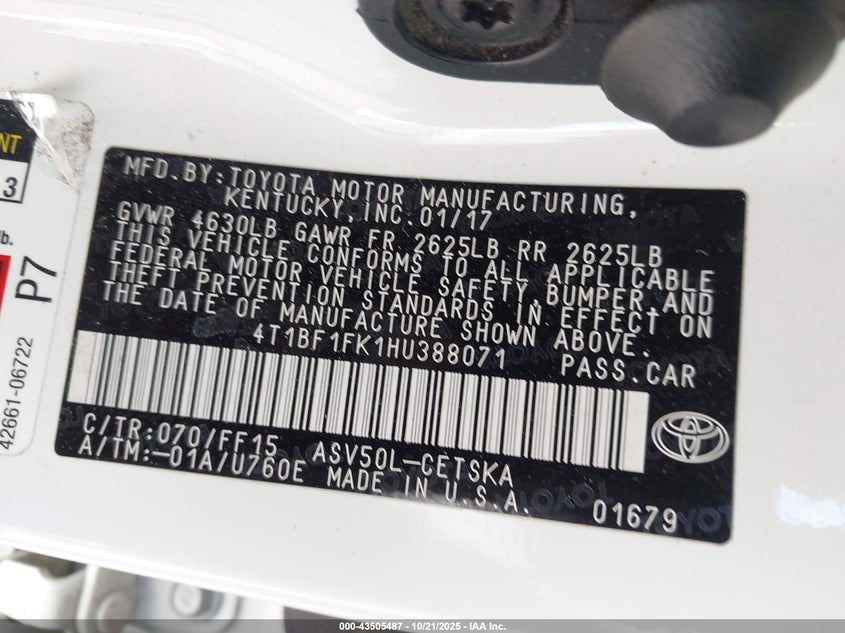 MFD.BY:TOYOTA MOTOR MANUFACTURING,
KENTUCKY,INC. 01/17
GVWR 4630LB GAWR FR 2625LB RR 2625LB
THIS VEHICLE CONFORMS TO ALL APPLICABLE
FEDERAL MOTOR VEHICLE SAFETY,BUMPER,AND
THEFT PREVENTION STANDARDS IN EFFECT ON
THE DATE OF MANUFACTURE SHOWN ABOVE.
4T1BF1FK1HU388071 PASS.CAR
C/TR:070/FF15 ASV50L-CETSKA
A/TM:-01A/U760E MADE IN U.S.A. 01679
3
lb.
P7
42661-06722
000-43505487 - 10/21/2025 - IAA Inc.